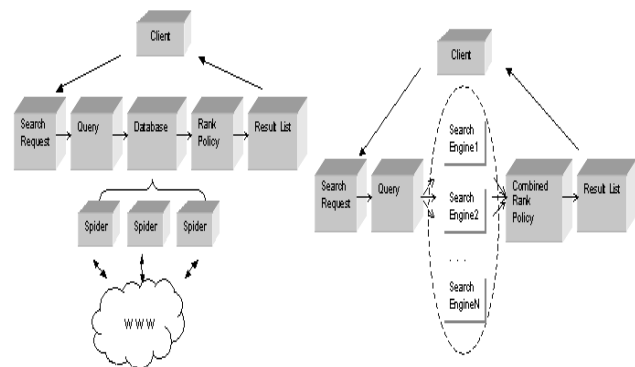 Client
Search
Request
Query
Database
Rank
Policy
Result List
Spider
Spider
Spider
WWW
Client
Search
Request
Query
Search
Engine1
Search
Engine2
. . .
Search
EngineN
Combined
Rank
Policy
Result List